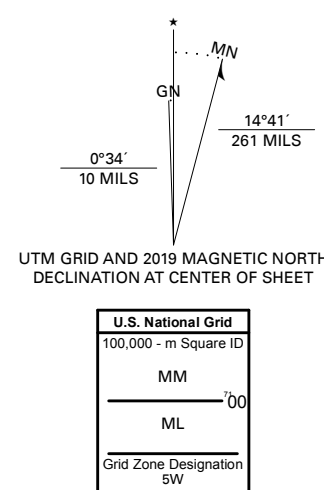 ★
MN
GN
14°41´
261 MILS
0°34´
10 MILS
UTM GRID AND 2019 MAGNETIC NORTH
DECLINATION AT CENTER OF SHEET
U.S. National Grid
100,000 - m Square ID
MM
7100
ML
Grid Zone Designation
5W